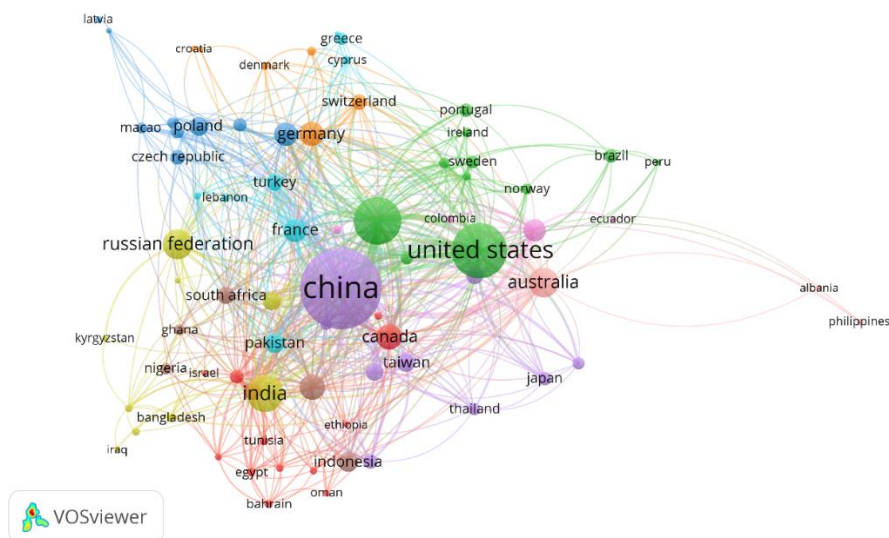 latvia
greece
croatia
cyprus
denmark
switzerland
portugal
macao
poland
germany
ireland
czech republic
sweden
brazil
peru
turkey
norway
lebanon
colombia
ecuador
france
russian federation
united states
china
australia
albania
south africa
philippines
ghana
canada
kyrgyzstan
pakistan
taiwan
nigeria
israel
japan
india
thailand
bangladesh
ethiopia
tunisia
iraq
indonesia
egypt
oman
bahrain
VOSviewer